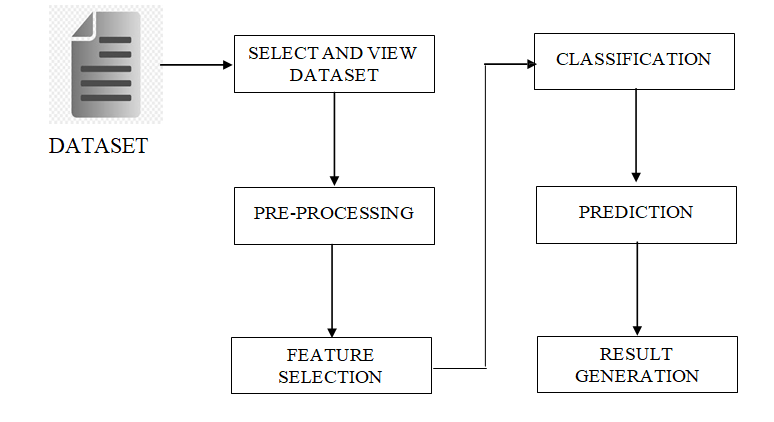 DATASET
SELECT AND VIEW
DATASET
PRE-PROCESSING
FEATURE
SELECTION
CLASSIFICATION
PREDICTION
RESULT
GENERATION